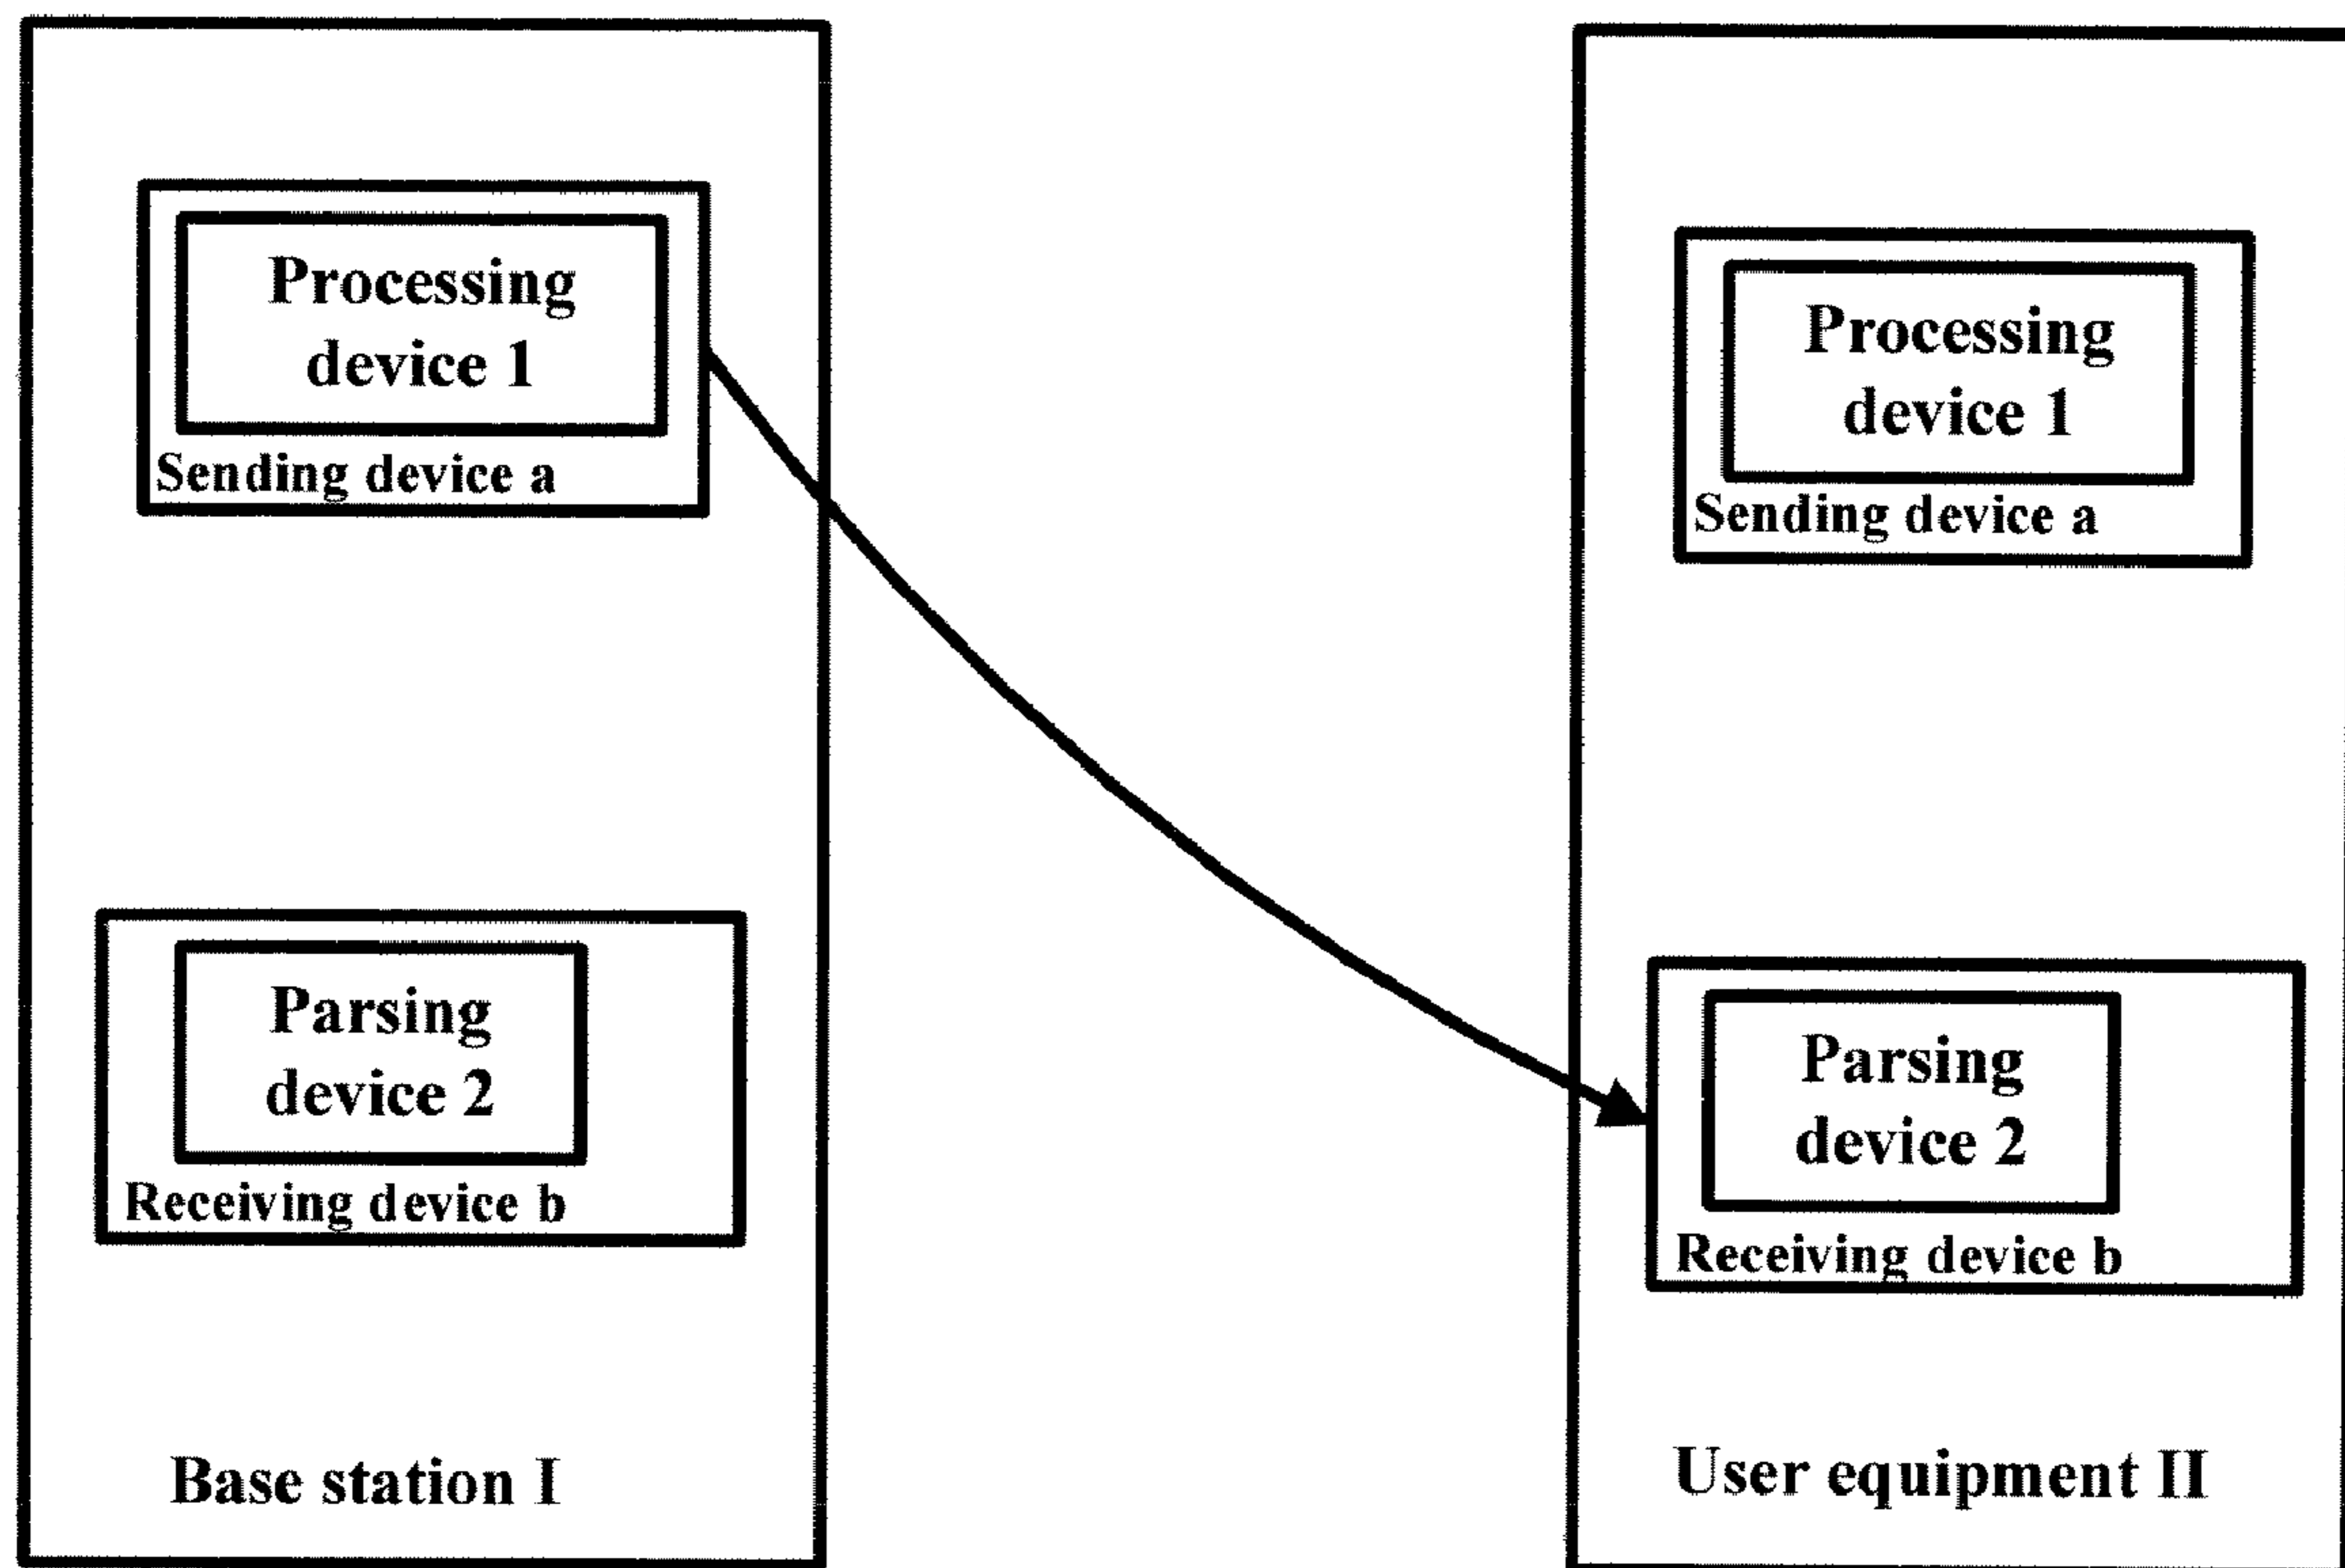 Processing
device 1
Sending device a
Parsing
device 2
Receiving device b
Base station I
Processing
device 1
Sending device a
Parsing
device 2
Receiving device b
User equipment II